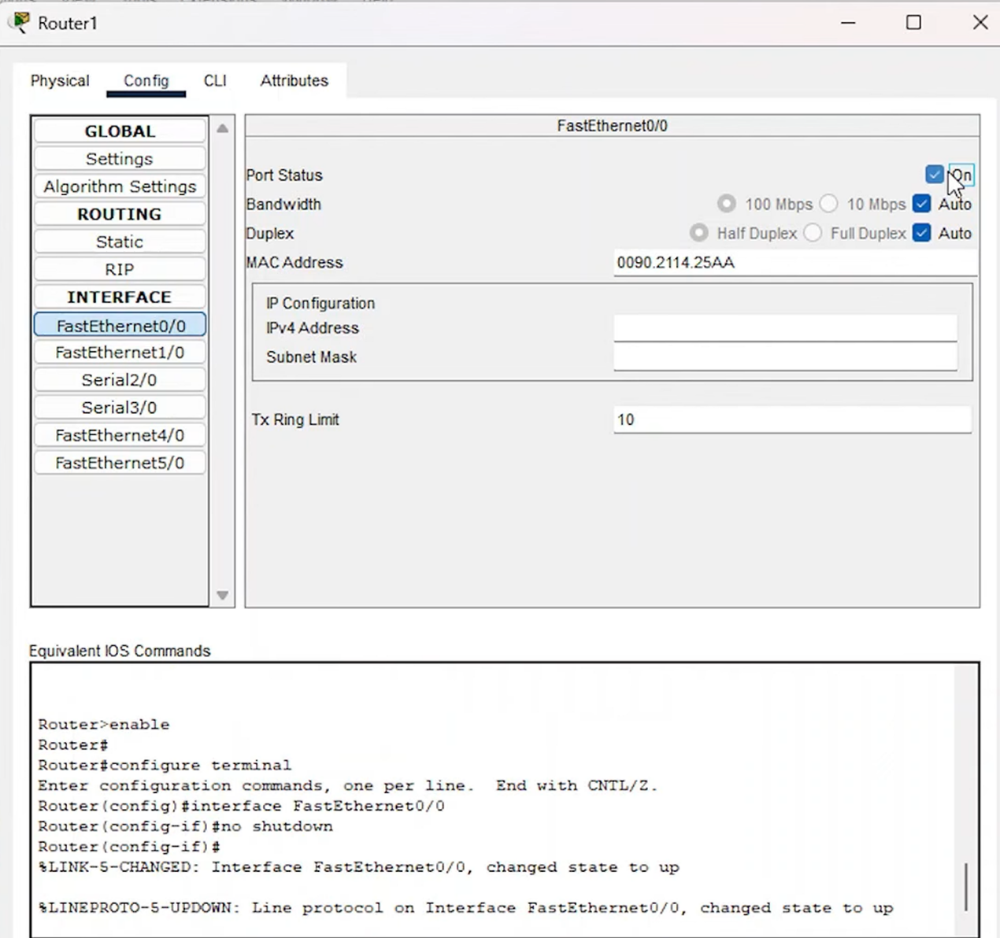 Router1
Physical Config CLI Attributes
GLOBAL
Settings
Algorithm Settings
ROUTING
Static
RIP
INTERFACE
FastEthernet0/0
FastEthernet1/0
Serial2/0
Serial3/0
FastEthernet4/0
FastEthernet5/0
FastEthernet0/0
Port Status On
Bandwidth 100 Mbps 10 Mbps Auto
Duplex Half Duplex Full Duplex Auto
MAC Address 0090.2114.25AA
IP Configuration
IPv4 Address
Subnet Mask
Tx Ring Limit 10
Equivalent IOS Commands
Router>enable
Router#
Router#configure terminal
Enter configuration commands, one per line. End with CNTL/Z.
Router(config)#interface FastEthernet0/0
Router(config-if)#no shutdown
Router(config-if)#
%LINK-5-CHANGED: Interface FastEthernet0/0, changed state to up
%LINEPROTO-5-UPDOWN: Line protocol on Interface FastEthernet0/0, changed state to up